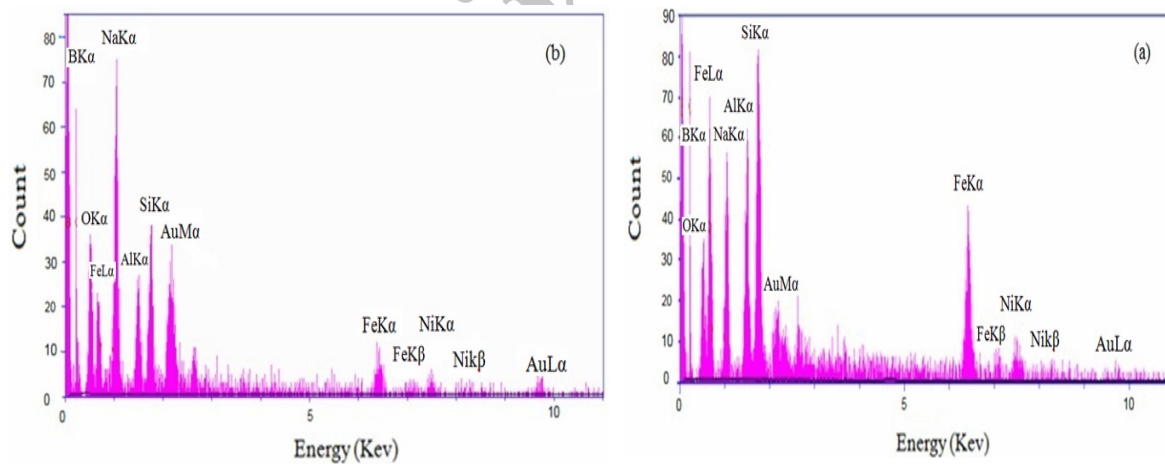 (b)
80
70
60
50
40
30
20
10
0
Count
BKα
NaKα
OKα
FeLα
AlKα
SiKα
AuMα
FeKα
FeKβ
NiKα
Nikβ
AuLα
0
5
10
Energy (Kev)
(a)
90
80
70
60
50
40
30
20
10
0
Count
SiKα
FeLα
AlKα
BKα
NaKα
OKα
AuMα
FeKα
FeKβ
NiKα
Nikβ
AuLα
0
5
10
Energy (Kev)